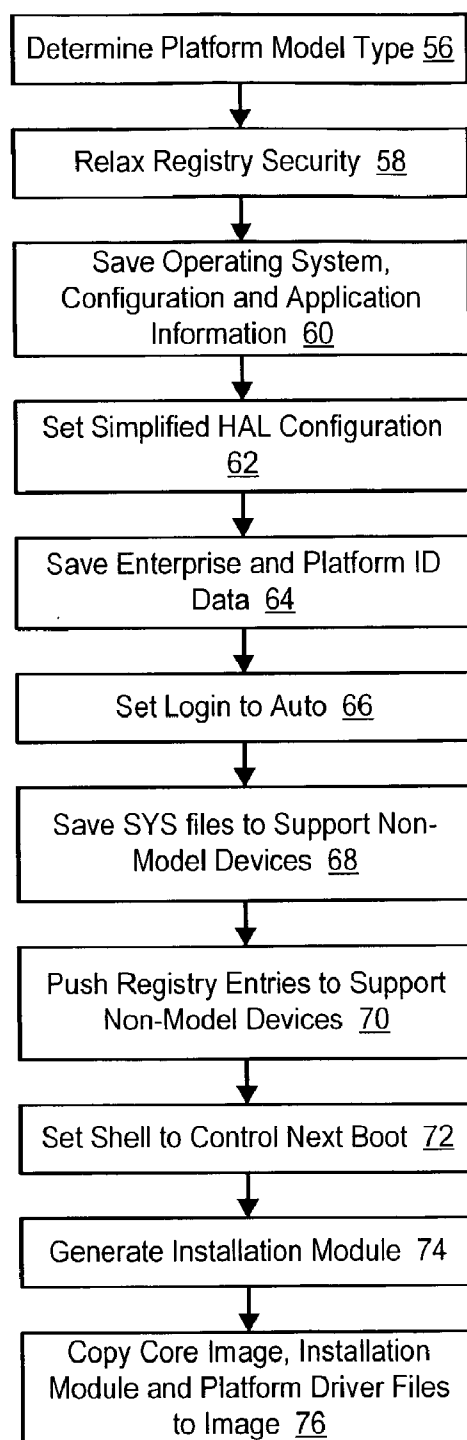 Determine Platform Model Type 56
Relax Registry Security 58
Save Operating System,
Configuration and Application
Information 60
Set Simplified HAL Configuration
62
Save Enterprise and Platform ID
Data 64
Set Login to Auto 66
Save SYS files to Support Non-
Model Devices 68
Push Registry Entries to Support
Non-Model Devices 70
Set Shell to Control Next Boot 72
Generate Installation Module 74
Copy Core Image, Installation
Module and Platform Driver Files
to Image 76